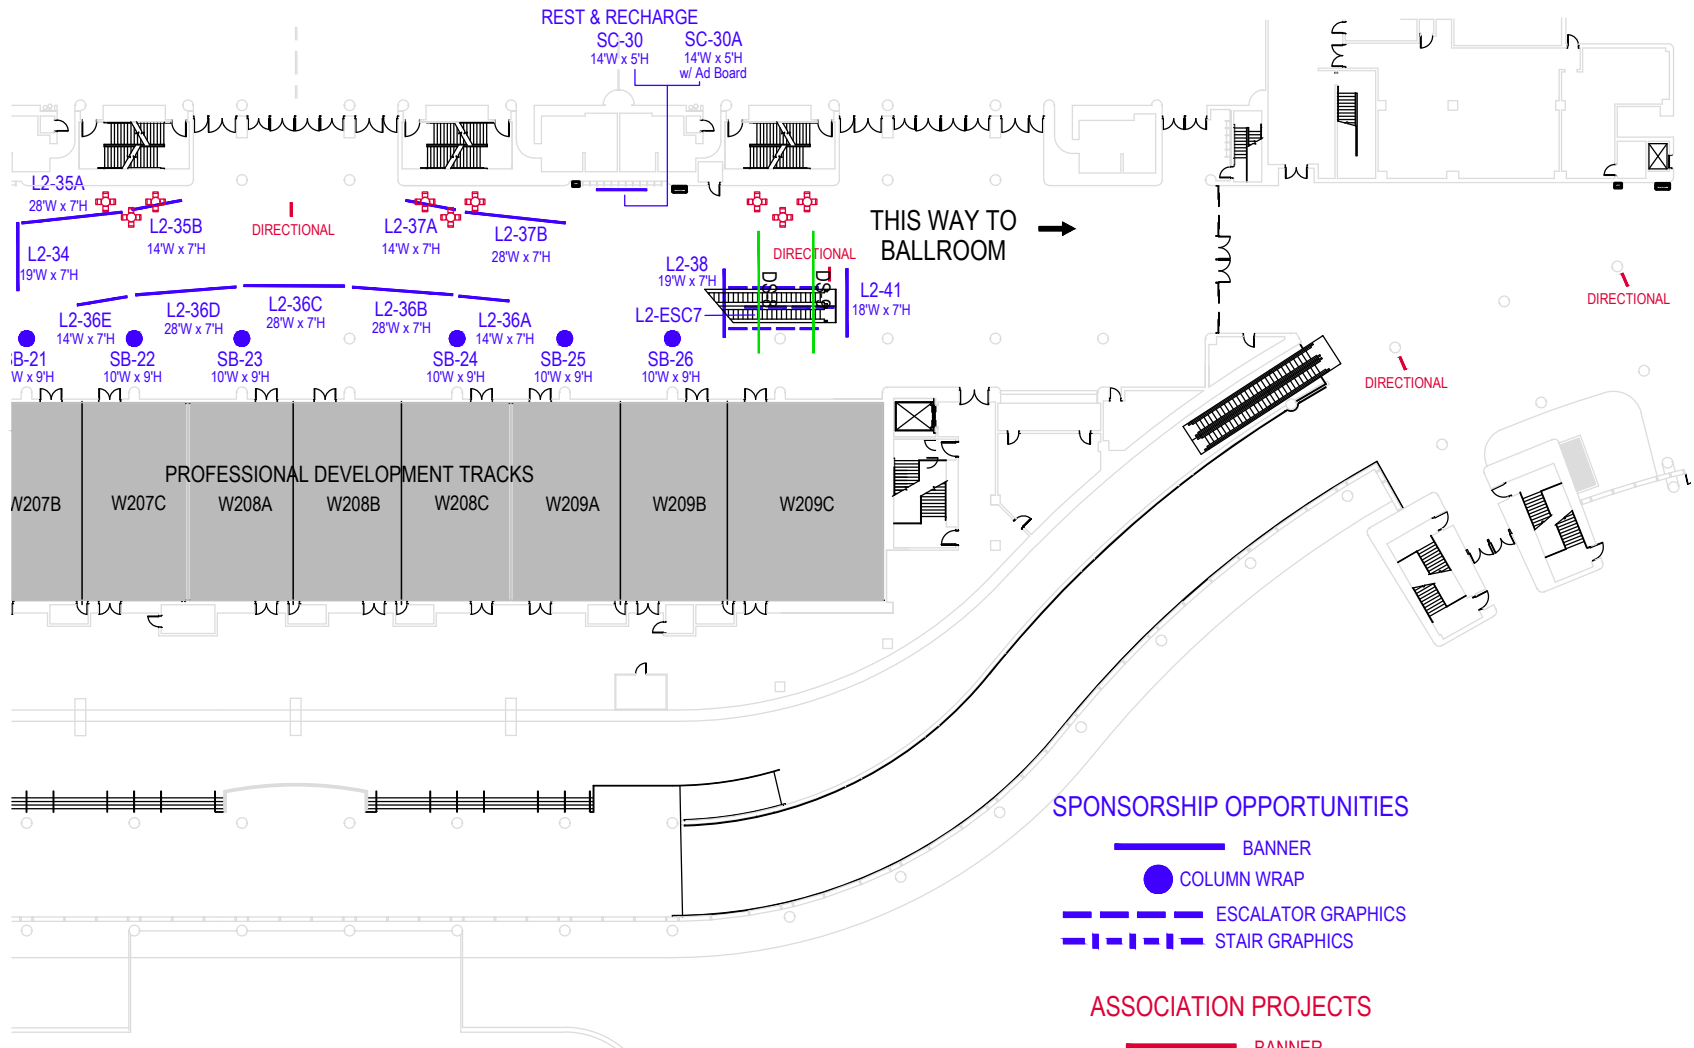 REST & RECHARGE
SC-30
14'W x 5'H
SC-30A
14'W x 5'H
w/ Ad Board
L2-35A
28'W x 7'H
L2-35B
14'W x 7'H
DIRECTIONAL
L2-37A
14'W x 7'H
L2-37B
28'W x 7'H
THIS WAY TO
BALLROOM
L2-34
19'W x 7'H
DIRECTIONAL
L2-38
19'W x 7'H
L2-41
18'W x 7'H
L2-ESC7
DIRECTIONAL
L2-36E
14'W x 7'H
L2-36D
28'W x 7'H
L2-36C
28'W x 7'H
L2-36B
28'W x 7'H
L2-36A
14'W x 7'H
SB-21
W x 9'H
SB-22
10'W x 9'H
SB-23
10'W x 9'H
SB-24
10'W x 9'H
SB-25
10'W x 9'H
SB-26
10'W x 9'H
DIRECTIONAL
PROFESSIONAL DEVELOPMENT TRACKS
W207B
W207C
W208A
W208B
W208C
W209A
W209B
W209C
SPONSORSHIP OPPORTUNITIES
BANNER
COLUMN WRAP
ESCALATOR GRAPHICS
STAIR GRAPHICS
ASSOCIATION PROJECTS
BANNER